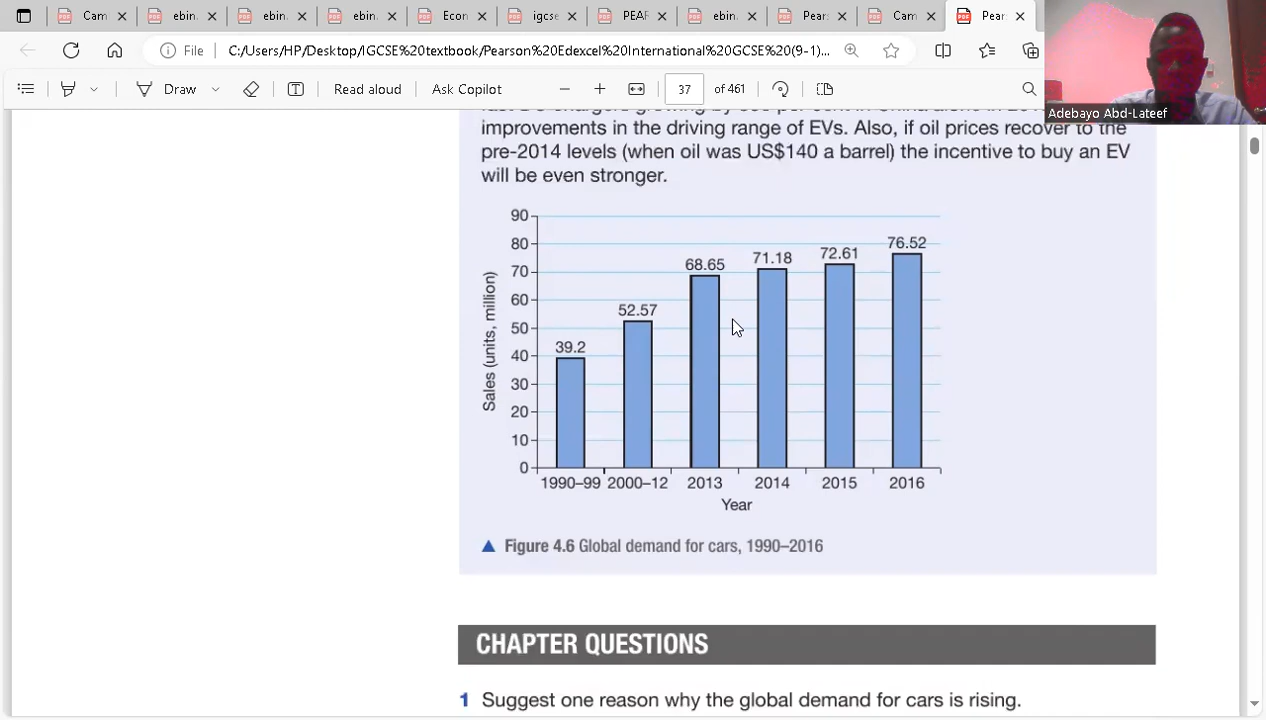 Cam
ebin.
ebin.
ebin.
Econ
igcse
PEAR
ebin.
Pears
Cam
Pears
File
C:/Users/HP/Desktop/IGCSE%20textbook/Pearson%20Edexcel%20International%20GCSE%20(9-1)...
Draw
Read aloud
Ask Copilot
37
of 461
Adebayo Abd-Lateef
improvements in the driving range of EVs. Also, if oil prices recover to the
pre-2014 levels (when oil was US$140 a barrel) the incentive to buy an EV
will be even stronger.
90
80
70
60
50
40
30
20
10
0
Sales (units, million)
39.2
52.57
68.65
71.18
72.61
76.52
1990–99 2000–12 2013 2014 2015 2016
Year
▲ Figure 4.6 Global demand for cars, 1990–2016
CHAPTER QUESTIONS
1 Suggest one reason why the global demand for cars is rising.